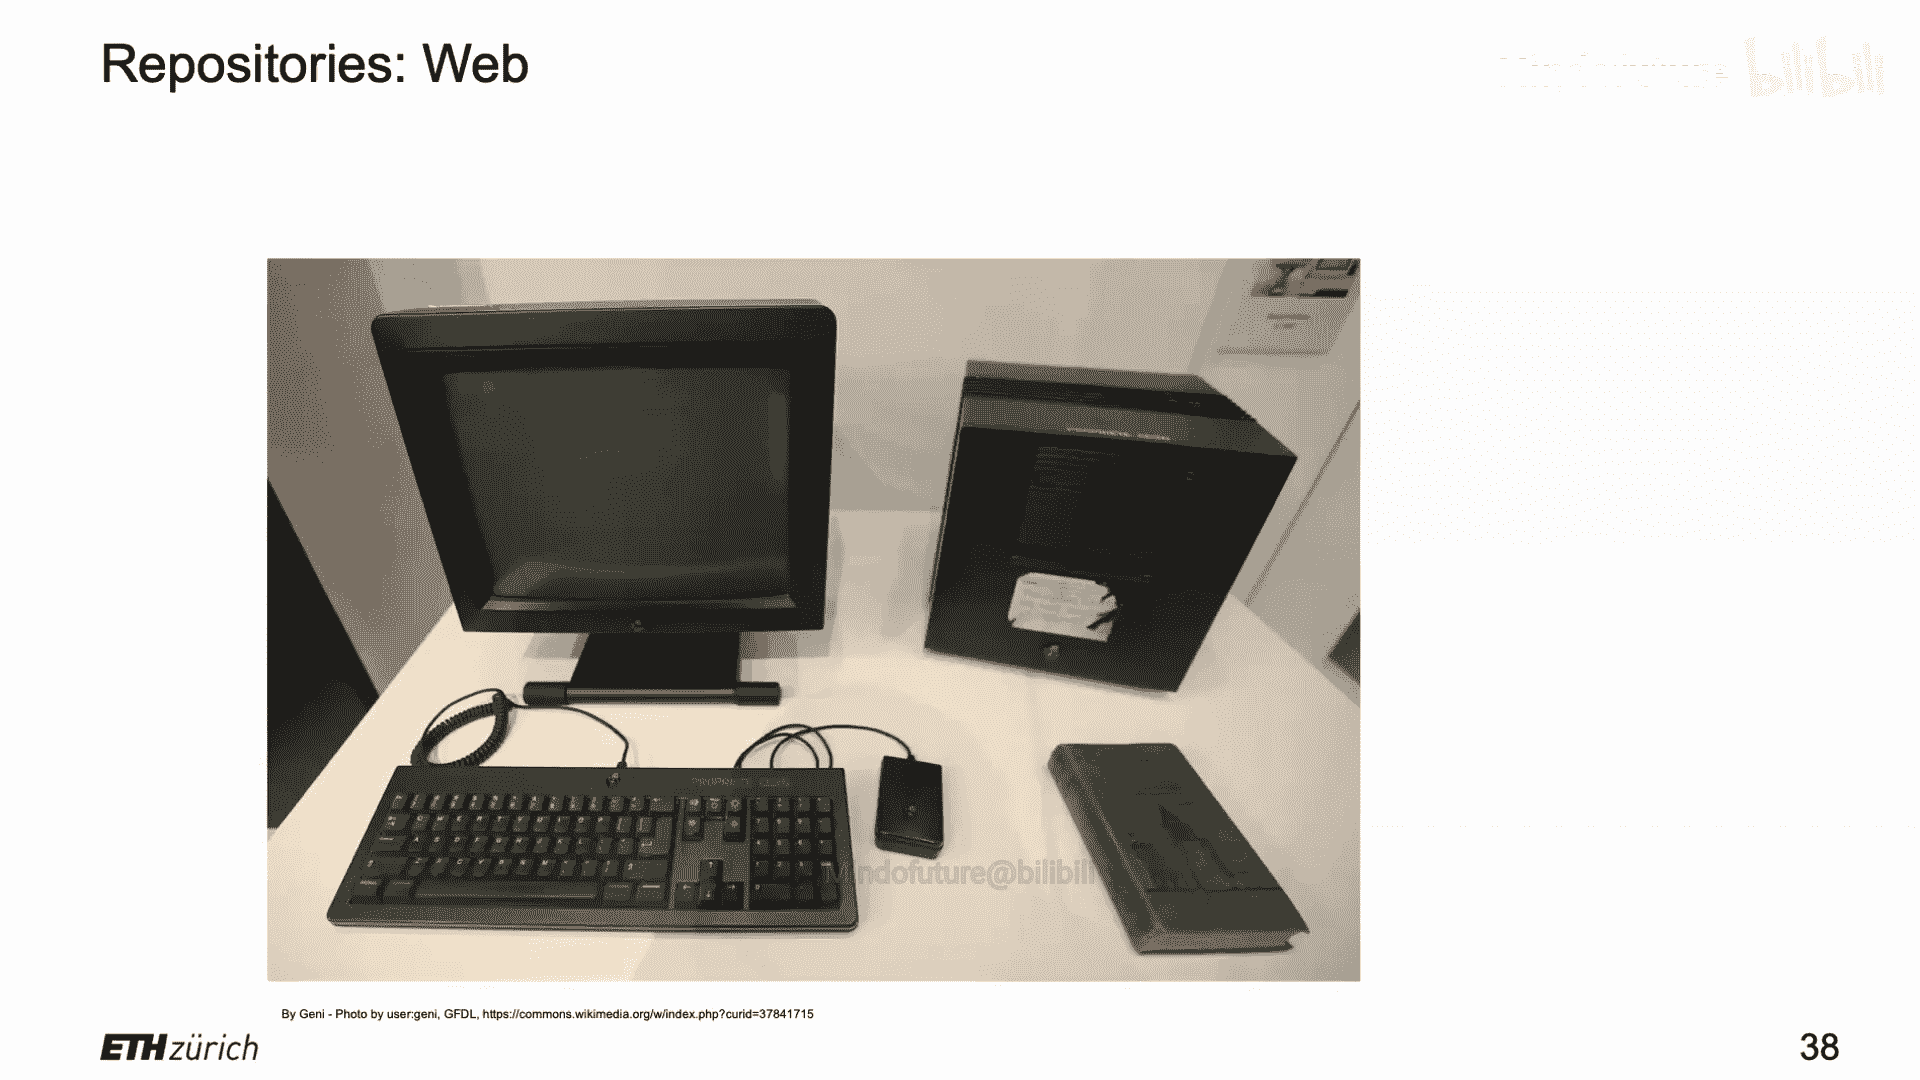 Repositories: Web
bilibili
Mindofuture@bilibili
By Geni - Photo by user:geni, GFDL, https://commons.wikimedia.org/w/index.php?curid=37841715
ETH zürich
38